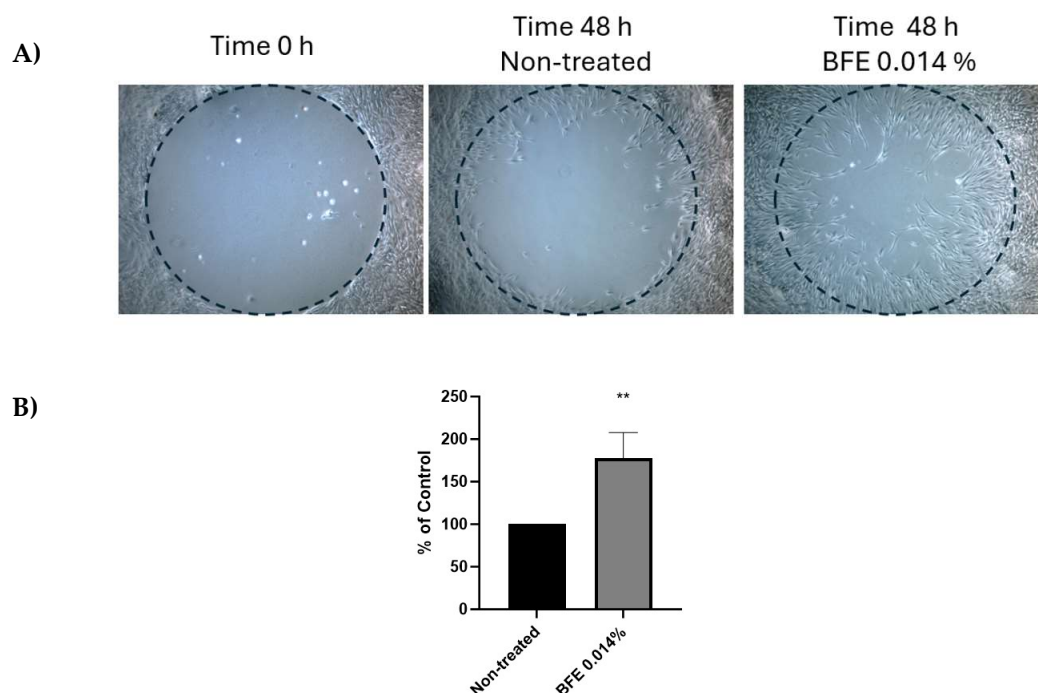 A)
Time 0 h
Time 48 h
Non-treated
Time 48 h
BFE 0.014 %
B)
% of Control
250
200
150
100
50
0
**
Non-treated
BFE 0.014%